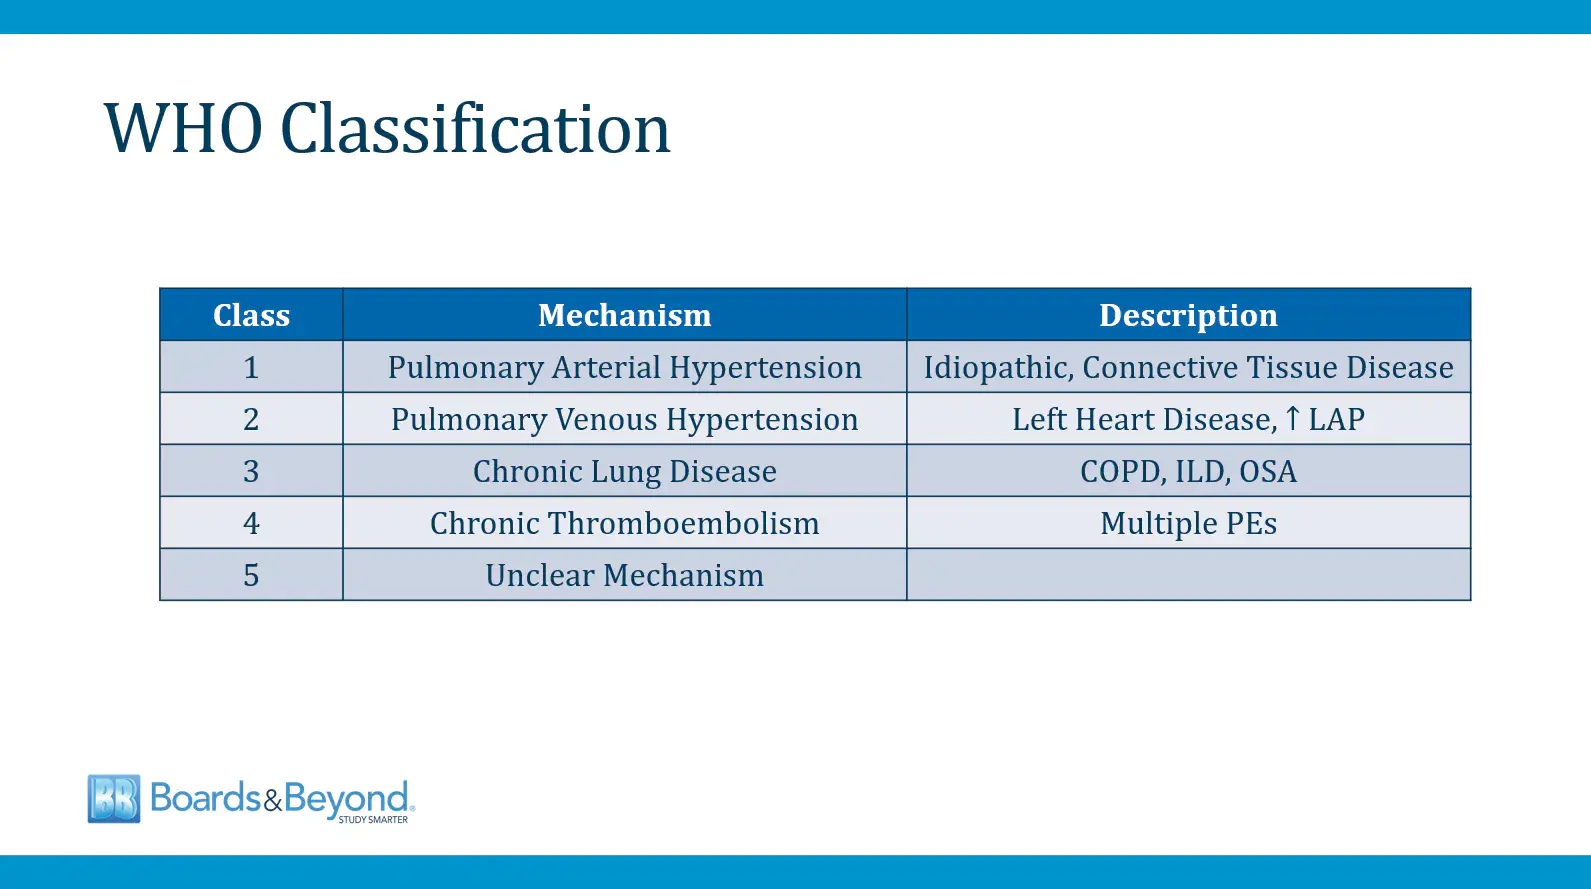 WHO Classification
Class Mechanism Description
1 Pulmonary Arterial Hypertension Idiopathic, Connective Tissue Disease
2 Pulmonary Venous Hypertension Left Heart Disease, ↑ LAP
3 Chronic Lung Disease COPD, ILD, OSA
4 Chronic Thromboembolism Multiple PEs
5 Unclear Mechanism
BB Boards&Beyond®
STUDY SMARTER